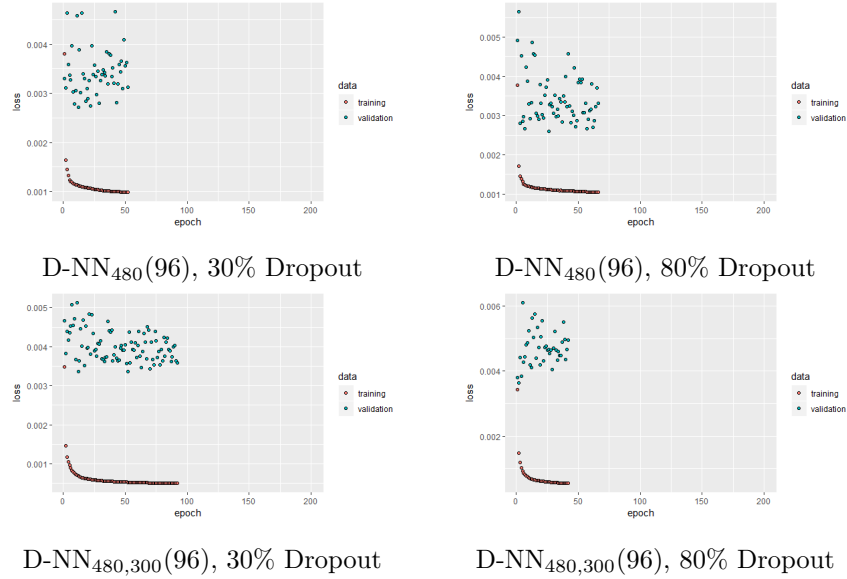 0.004
0.003
0.002
0.001
loss
0
50
100
150
200
epoch
data
training
validation
D-NN480(96), 30% Dropout
0.005
0.004
0.003
0.002
0.001
loss
0
50
100
150
200
epoch
data
training
validation
D-NN480(96), 80% Dropout
0.005
0.004
0.003
0.002
0.001
loss
0
50
100
150
200
epoch
data
training
validation
D-NN480,300(96), 30% Dropout
0.006
0.004
0.002
loss
0
50
100
150
200
epoch
data
training
validation
D-NN480,300(96), 80% Dropout